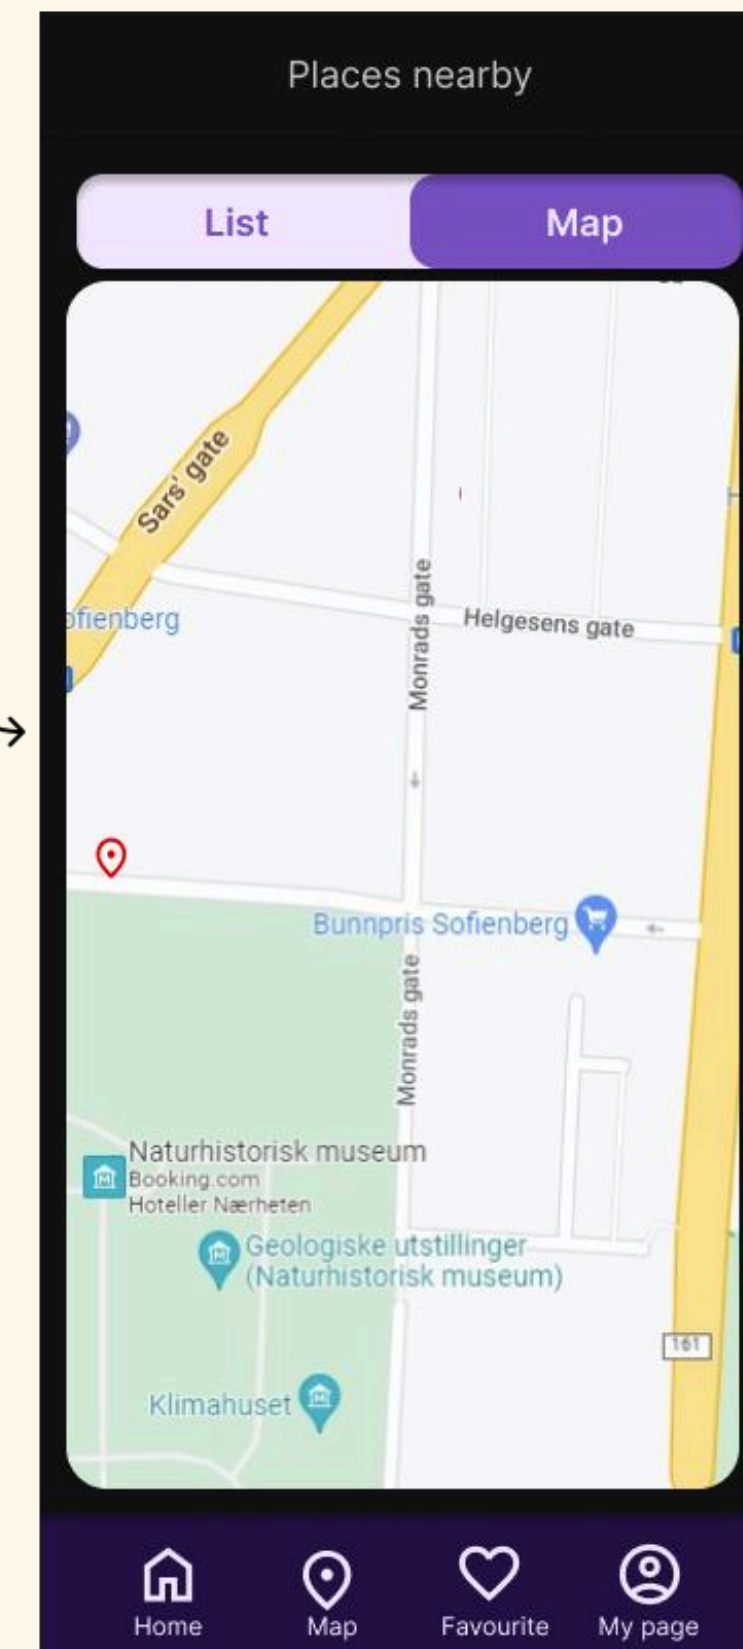 Places nearby
List
Map
Sars' gate
ofienberg
Monrads gate
Helgesens gate
Bunnpris Sofienberg
Monrads gate
Naturhistorisk museum
Booking.com
Hoteller Nærheten
Geologiske utstillinger
(Naturhistorisk museum)
161
Klimahuset
Home
Map
Favourite
My page